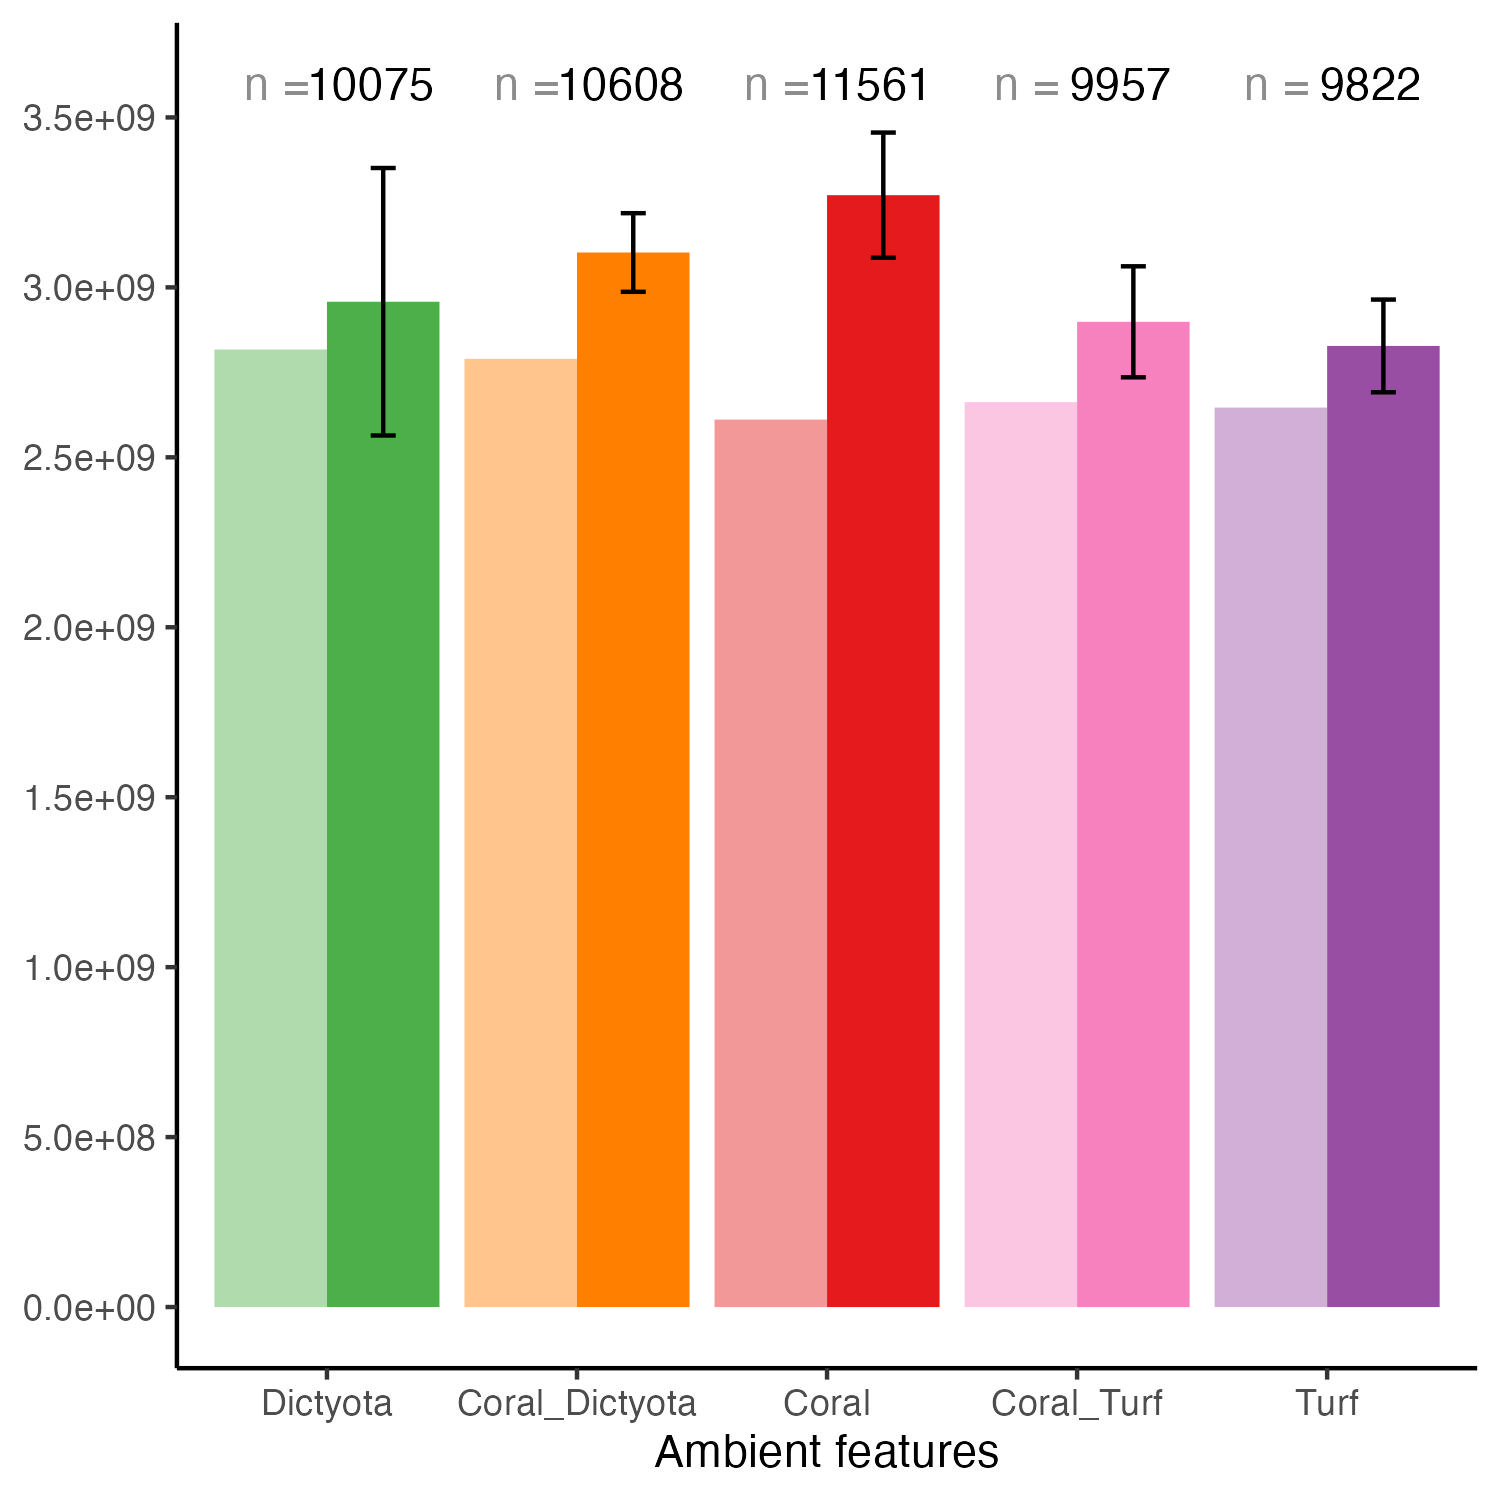 n =10075 n =10608 n =11561 n = 9957 n = 9822
3.5e+09
3.0e+09
2.5e+09
2.0e+09
1.5e+09
1.0e+09
5.0e+08
0.0e+00
Dictyota Coral_Dictyota Coral Coral_Turf Turf
Ambient features